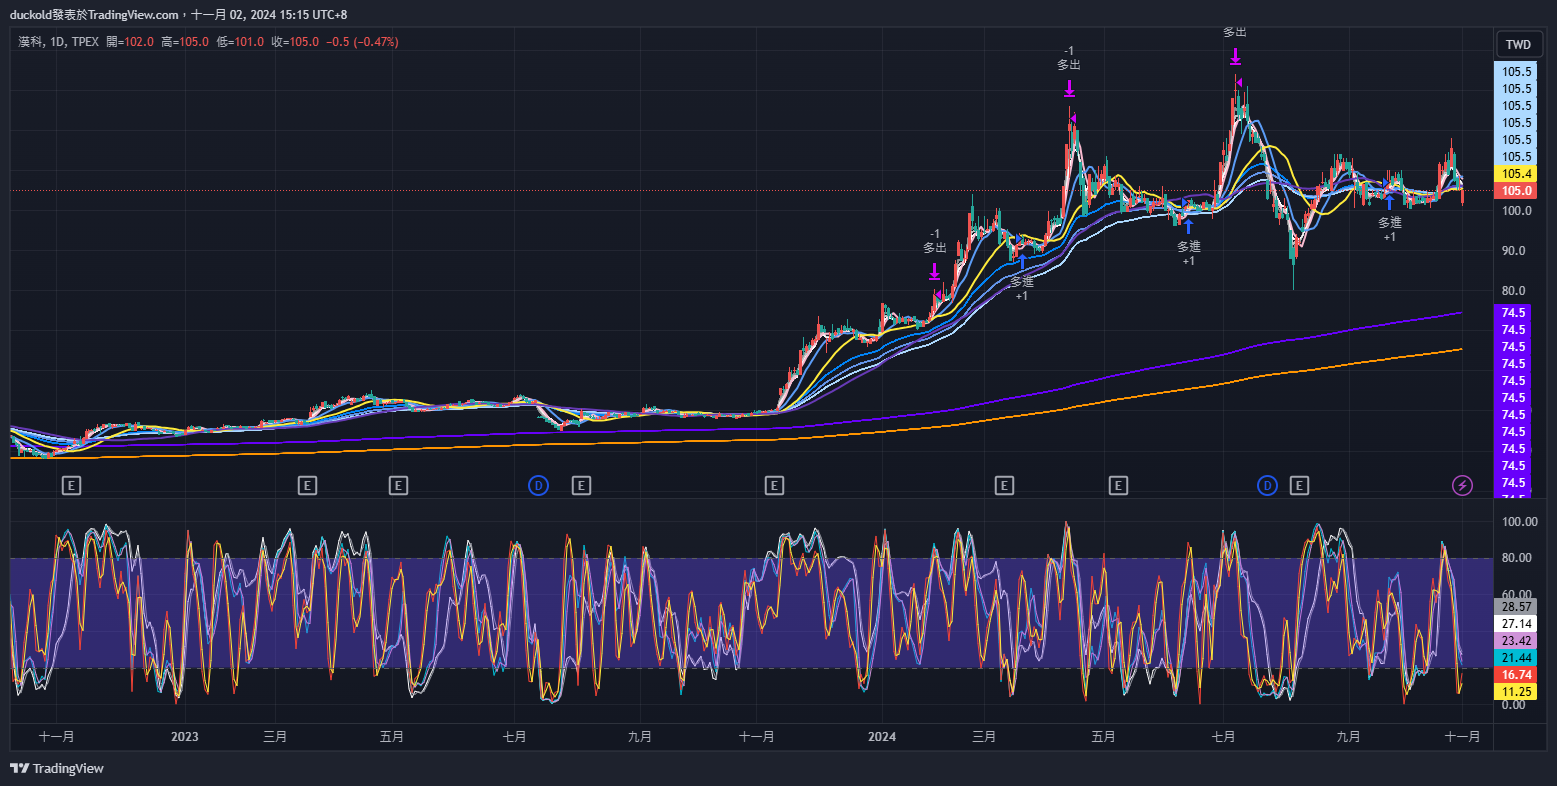 duckold發表於TradingView.com，十一月 02, 2024 15:15 UTC+8
漢科, 1D, TPEX 開=102.0 高=105.0 低=101.0 收=105.0 −0.5 (−0.47%)
TWD
多出
-1
多出
-1
多出
多進
+1
多進
+1
多進
+1
105.5
105.5
105.5
105.5
105.5
105.5
105.4
105.0
100.0
90.0
80.0
74.5
74.5
74.5
74.5
74.5
74.5
74.5
74.5
74.5
74.5
74.5
74.5
E
E
E
D
E
E
E
E
D
E
100.00
80.00
60.00
28.57
27.14
23.42
21.44
16.74
11.25
0.00
十一月 2023 三月 五月 七月 九月 十一月 2024 三月 五月 七月 九月 十一月
TradingView